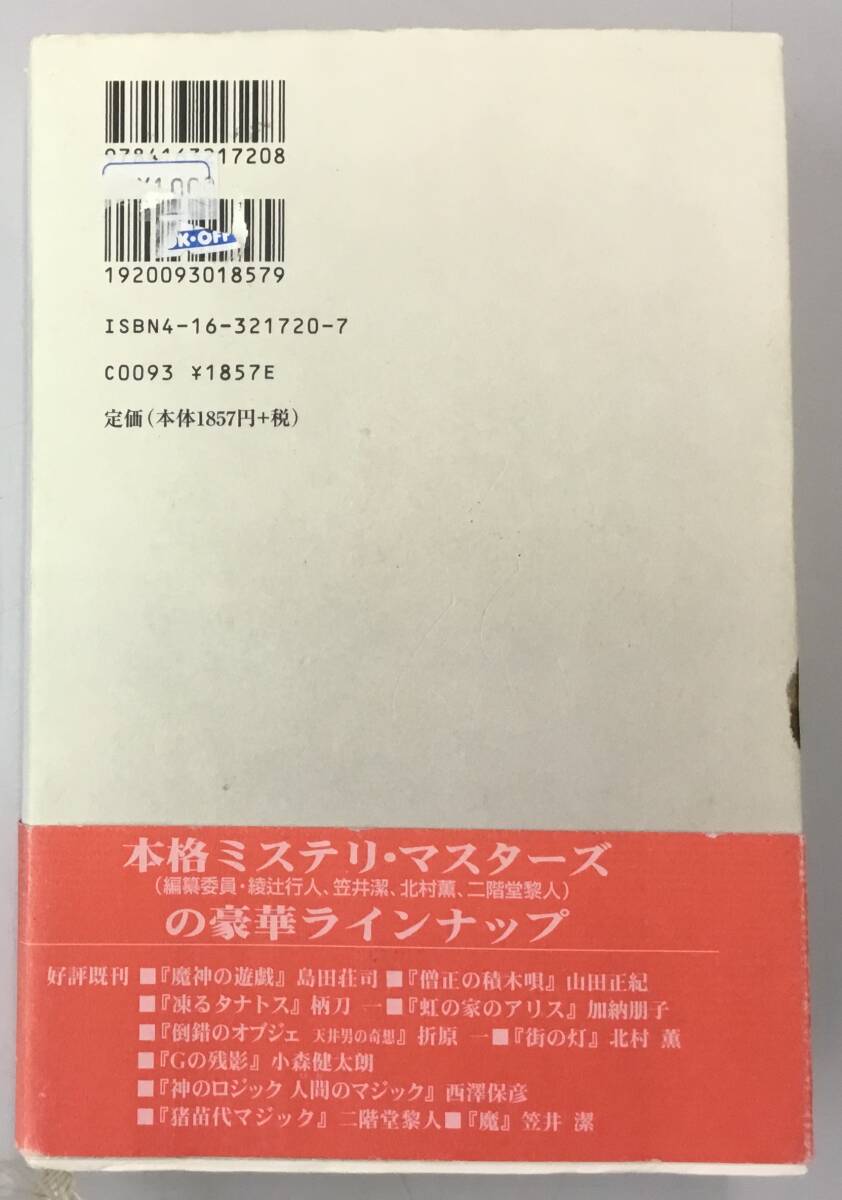 9784163217208
¥100
OK·OFF
1920093018579
ISBN4-16-321720-7
C0093 ¥1857E
定価(本体1857円+税)
本格ミステリ・マスターズ
(編纂委員・綾辻行人、笠井潔、北村薫、二階堂黎人)
の豪華ラインナップ
好評既刊 ■『魔神の遊戯』島田荘司 ■『僧正の積木唄』山田正紀
■『凍るタナトス』柄刀 一 ■『虹の家のアリス』加納朋子
■『倒錯のオブジェ 天井男の奇想』折原 一 ■『街の灯』北村 薫
■『Gの残影』小森健太朗
■『神のロジック 人間のマジック』西澤保彦
■『猪苗代マジック』二階堂黎人 ■『魔』笠井 潔